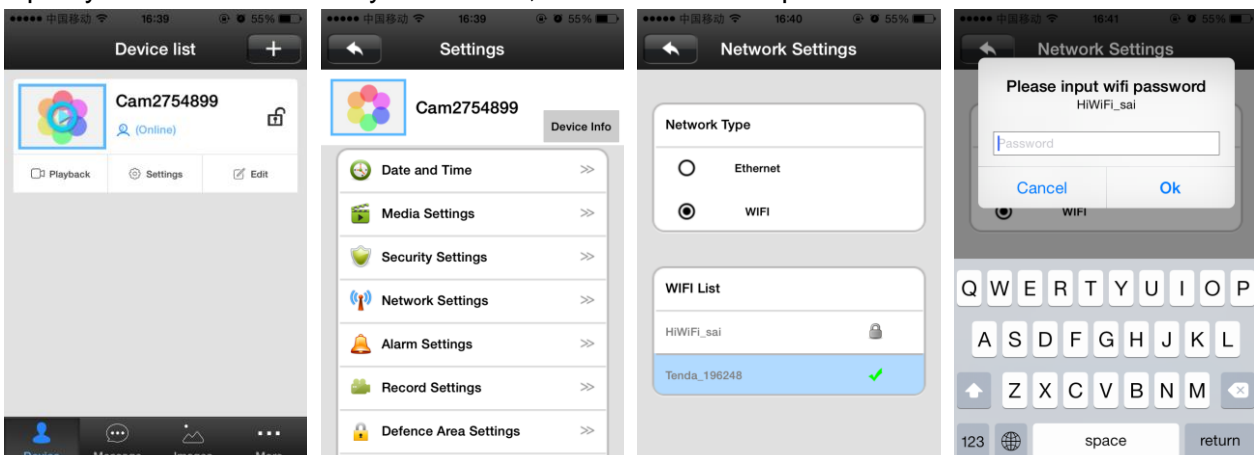 中国移动 16:39 55%
Device list
+
Cam2754899
(Online)
Playback
Settings
Edit
中国移动 16:39 55%
Settings
Cam2754899
Device Info
Date and Time
Media Settings
Security Settings
Network Settings
Alarm Settings
Record Settings
Defence Area Settings
中国移动 16:40 55%
Network Settings
Network Type
Ethernet
WIFI
WIFI List
HiWiFi_sai
Tenda_196248
中国移动 16:41 55%
Network Settings
Please input wifi password
HiWiFi_sai
Password
Cancel
Ok
WIFI
Q W E R T Y U I O P
A S D F G H J K L
Z X C V B N M
123 space return